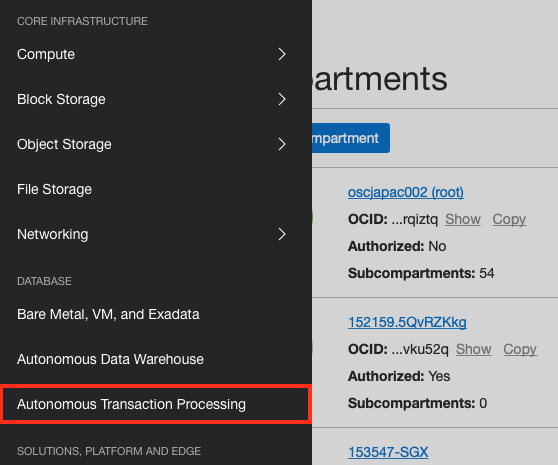 CORE INFRASTRUCTURE
Compute
Block Storage
Object Storage
File Storage
Networking
DATABASE
Bare Metal, VM, and Exadata
Autonomous Data Warehouse
Autonomous Transaction Processing
SOLUTIONS, PLATFORM AND EDGE
partments
mpartment
oscjapac002 (root)
OCID: ...rqiztq Show Copy
Authorized: No
Subcompartments: 54
152159.5QvRZKkg
OCID: ...vku52q Show Copy
Authorized: Yes
Subcompartments: 0
153547-SGX